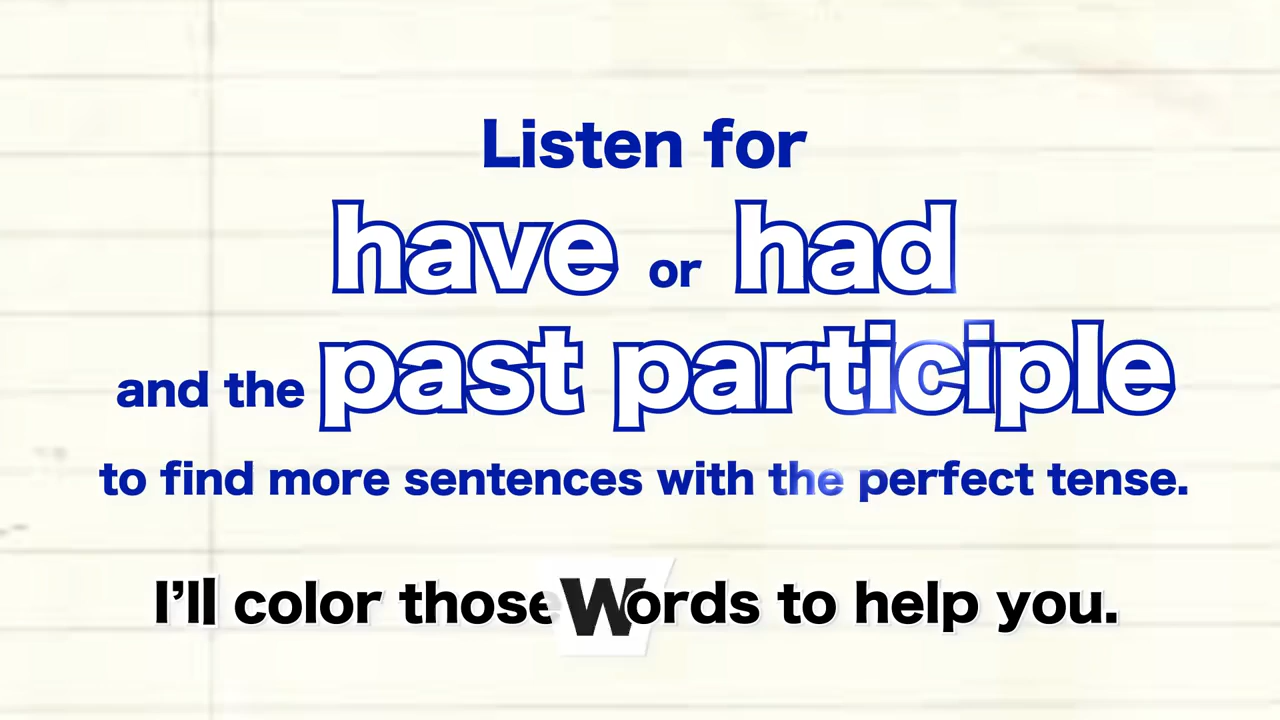 Listen for
have or had
and the past participle
to find more sentences with the perfect tense.
I’ll color those Words to help you.